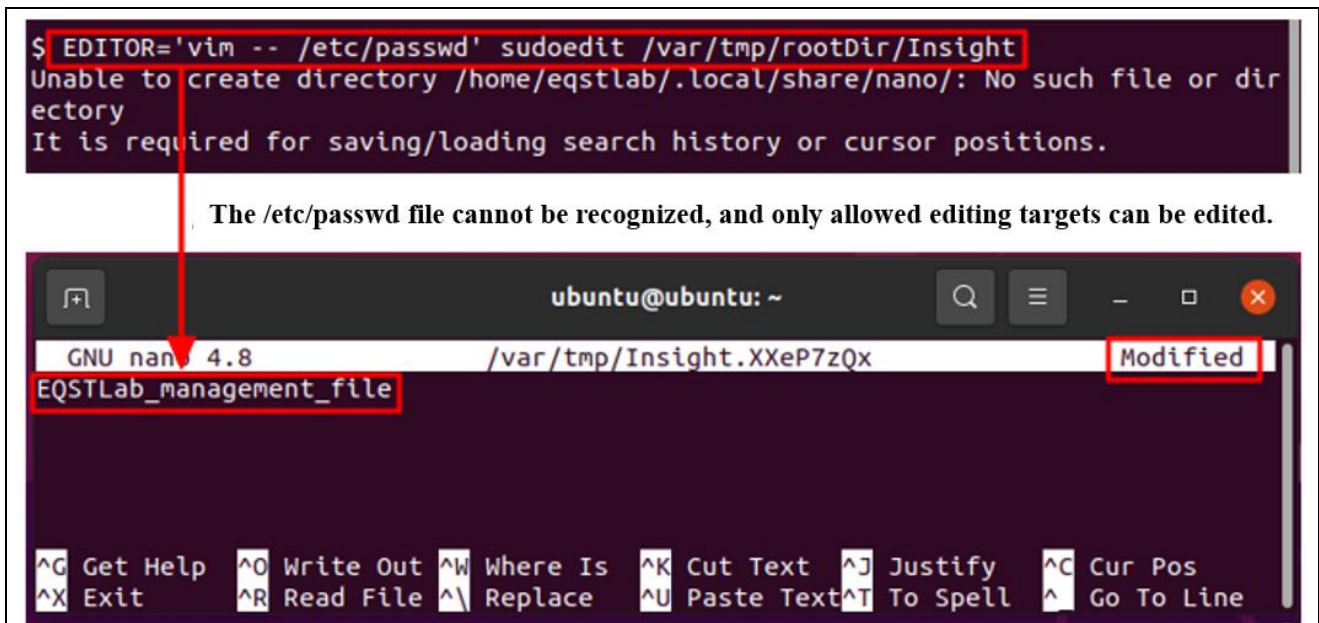 $ EDITOR='vim -- /etc/passwd' sudoedit /var/tmp/rootDir/Insight
Unable to create directory /home/eqstlab/.local/share/nano/: No such file or dir
ectory
It is required for saving/loading search history or cursor positions.
The /etc/passwd file cannot be recognized, and only allowed editing targets can be edited.
ubuntu@ubuntu: ~
GNU nano 4.8 /var/tmp/Insight.XXeP7zQx Modified
EQSTLab_management_file
^G Get Help ^O Write Out ^W Where Is ^K Cut Text ^J Justify ^C Cur Pos
^X Exit ^R Read File ^\ Replace ^U Paste Text ^T To Spell ^_ Go To Line